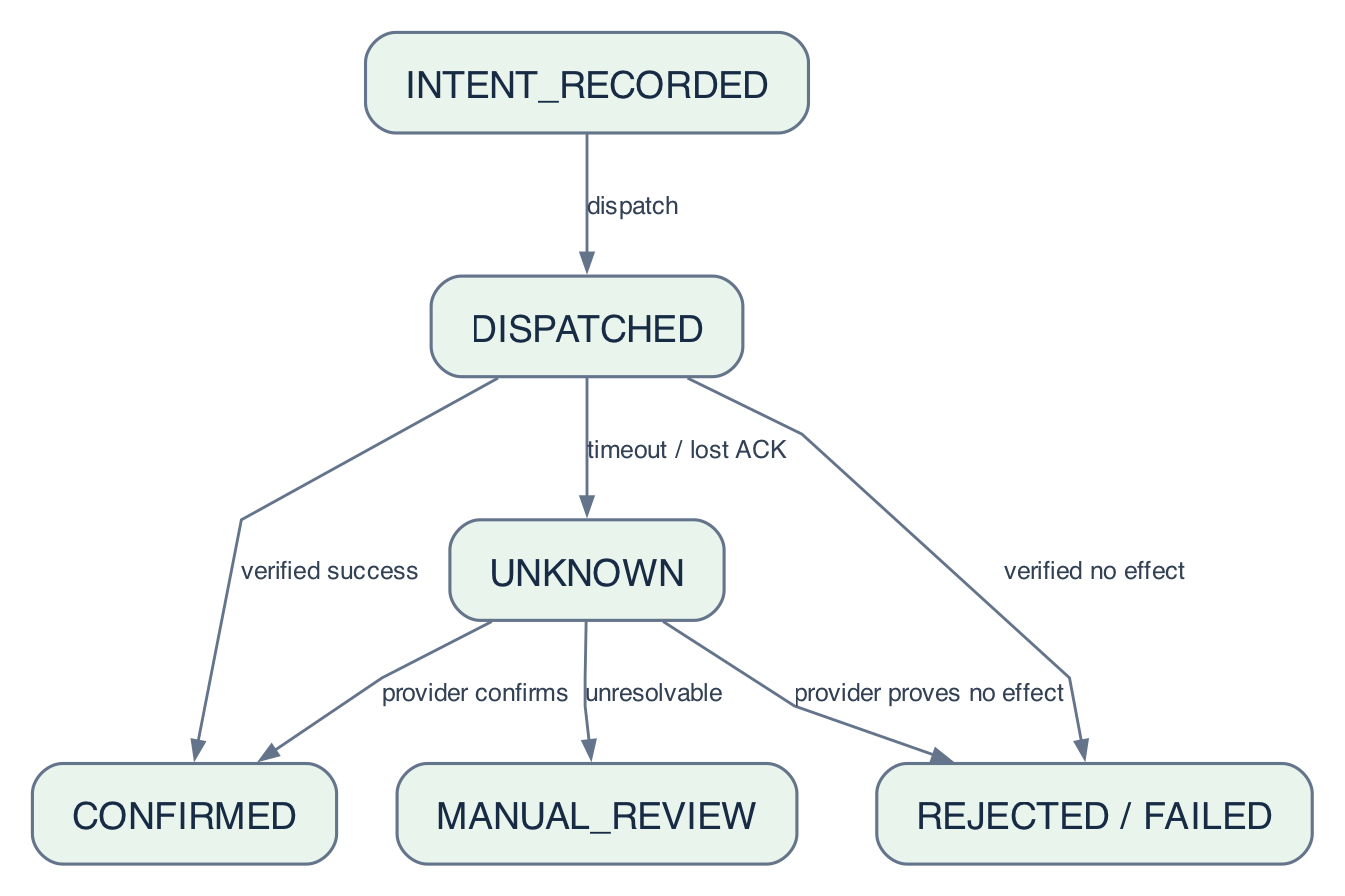 INTENT_RECORDED
dispatch
DISPATCHED
timeout / lost ACK
verified success
UNKNOWN
verified no effect
provider confirms
unresolvable
provider proves no effect
CONFIRMED
MANUAL_REVIEW
REJECTED / FAILED